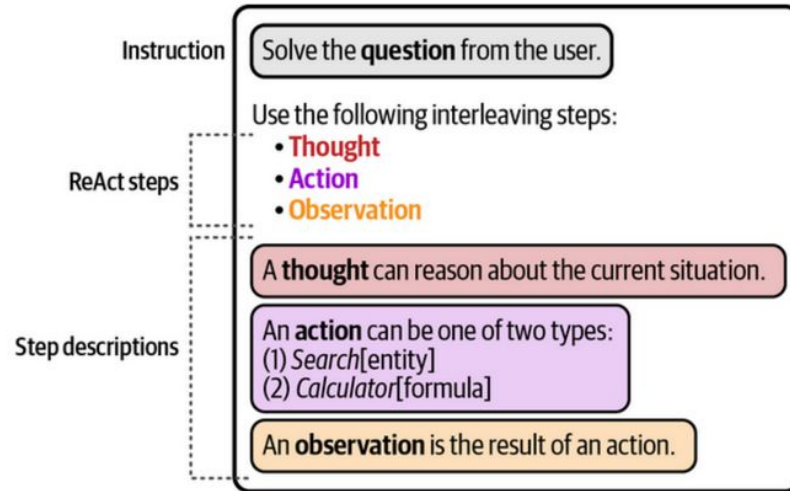 Instruction
Solve the question from the user.
Use the following interleaving steps:
ReAct steps
• Thought
• Action
• Observation
Step descriptions
A thought can reason about the current situation.
An action can be one of two types:
(1) Search[entity]
(2) Calculator[formula]
An observation is the result of an action.